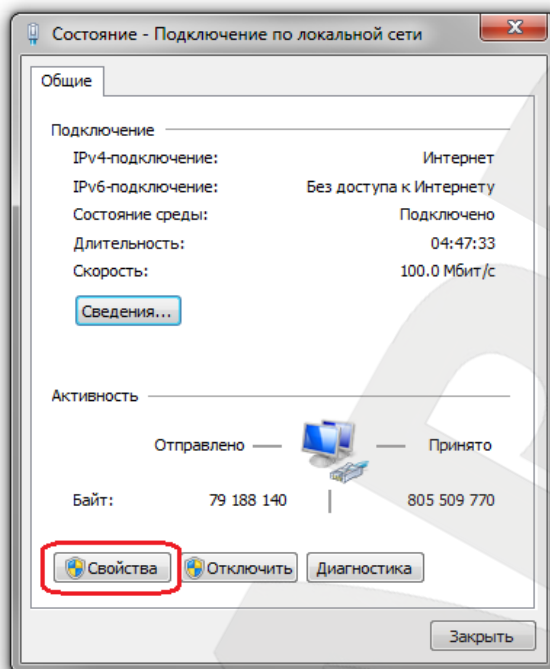 Состояние - Подключение по локальной сети
Общие
Подключение
IPv4-подключение: Интернет
IPv6-подключение: Без доступа к Интернету
Состояние среды: Подключено
Длительность: 04:47:33
Скорость: 100.0 Мбит/с
Сведения...
Активность
Отправлено — — Принято
Байт: 79 188 140 | 805 509 770
Свойства Отключить Диагностика
Закрыть